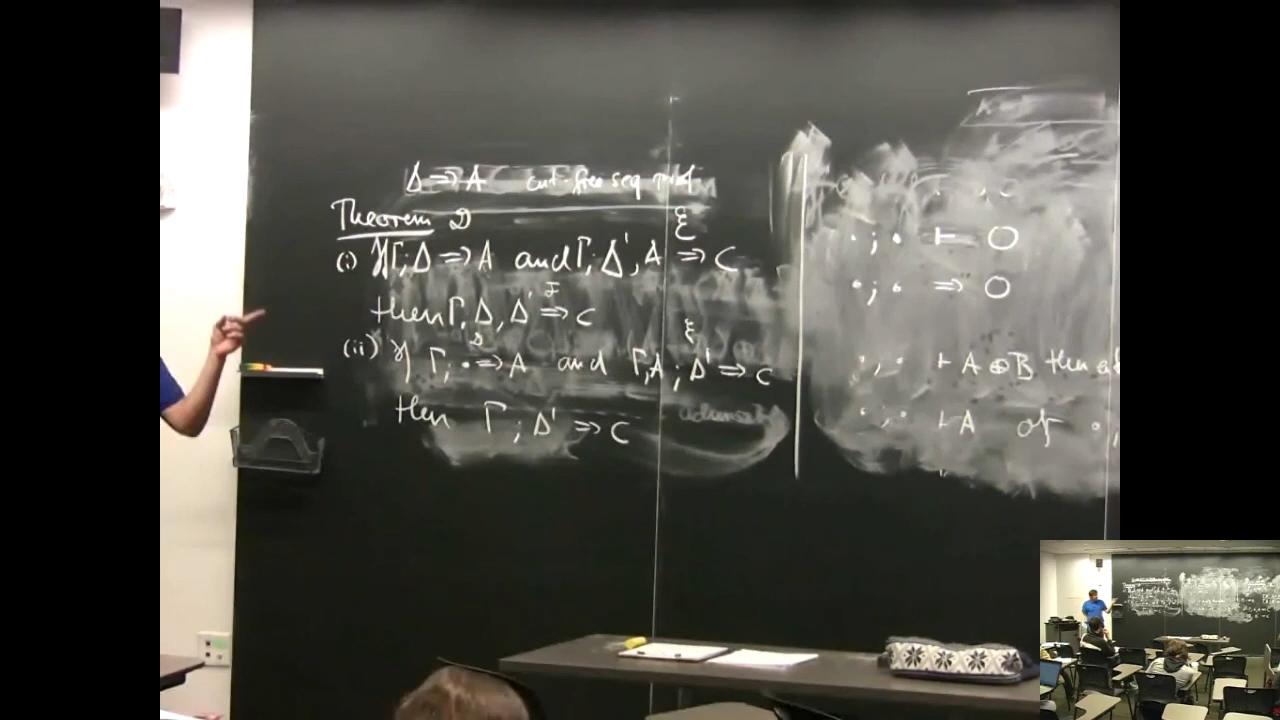 Δ ⇒ A cut-free seq proof
Theorem D E
(i) If Γ; Δ ⇒ A and Γ; Δ', A ⇒ C
then Γ, Δ, Δ' ⇒ C
F
(ii) If Γ; · ⇒ A and Γ, A; Δ' ⇒ C
D E
then Γ; Δ' ⇒ C
·; · ⊢ 0
·; · ⇒ 0
·; · ⊢ A ⊕ B then
·; · ⊢ A or ·;